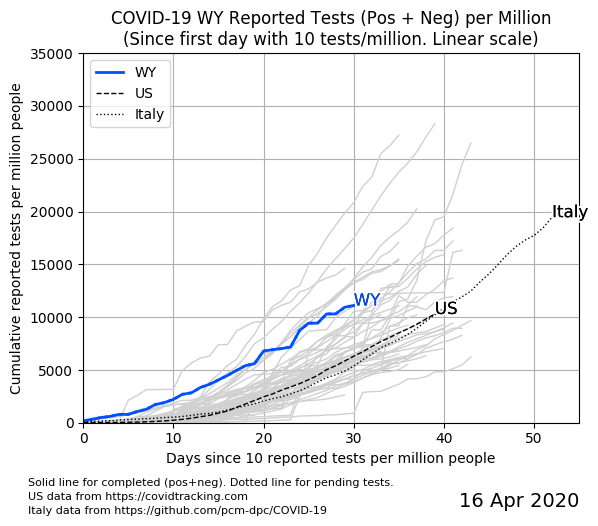 COVID-19 WY Reported Tests (Pos + Neg) per Million
(Since first day with 10 tests/million. Linear scale)
Cumulative reported tests per million people
35000
30000
25000
20000
15000
10000
5000
0
WY
US
Italy
WY
US
Italy
0 10 20 30 40 50
Days since 10 reported tests per million people
Solid line for completed (pos+neg). Dotted line for pending tests.
US data from https://covidtracking.com
Italy data from https://github.com/pcm-dpc/COVID-19
16 Apr 2020